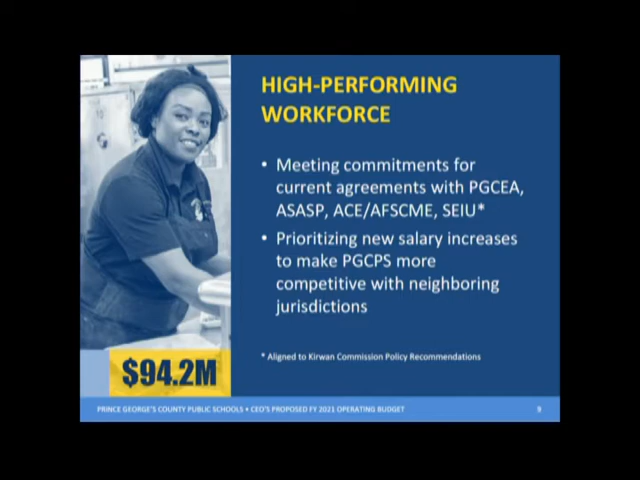 HIGH-PERFORMING
WORKFORCE
• Meeting commitments for
current agreements with PGCEA,
ASASP, ACE/AFSCME, SEIU*
• Prioritizing new salary increases
to make PGCPS more
competitive with neighboring
jurisdictions
* Aligned to Kirwan Commission Policy Recommendations
$94.2M
PRINCE GEORGE'S COUNTY PUBLIC SCHOOLS • CEO'S PROPOSED FY 2021 OPERATING BUDGET